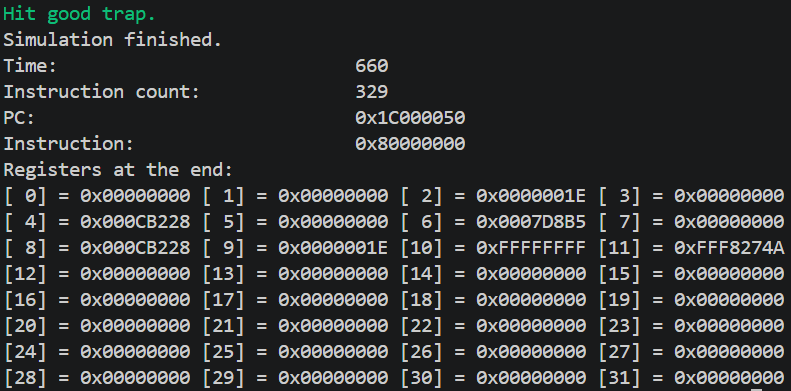 Hit good trap.
Simulation finished.
Time: 660
Instruction count: 329
PC: 0x1C000050
Instruction: 0x80000000
Registers at the end:
[ 0] = 0x00000000 [ 1] = 0x00000000 [ 2] = 0x0000001E [ 3] = 0x00000000
[ 4] = 0x000CB228 [ 5] = 0x00000000 [ 6] = 0x0007D8B5 [ 7] = 0x00000000
[ 8] = 0x000CB228 [ 9] = 0x0000001E [10] = 0xFFFFFFFF [11] = 0xFFF8274A
[12] = 0x00000000 [13] = 0x00000000 [14] = 0x00000000 [15] = 0x00000000
[16] = 0x00000000 [17] = 0x00000000 [18] = 0x00000000 [19] = 0x00000000
[20] = 0x00000000 [21] = 0x00000000 [22] = 0x00000000 [23] = 0x00000000
[24] = 0x00000000 [25] = 0x00000000 [26] = 0x00000000 [27] = 0x00000000
[28] = 0x00000000 [29] = 0x00000000 [30] = 0x00000000 [31] = 0x00000000